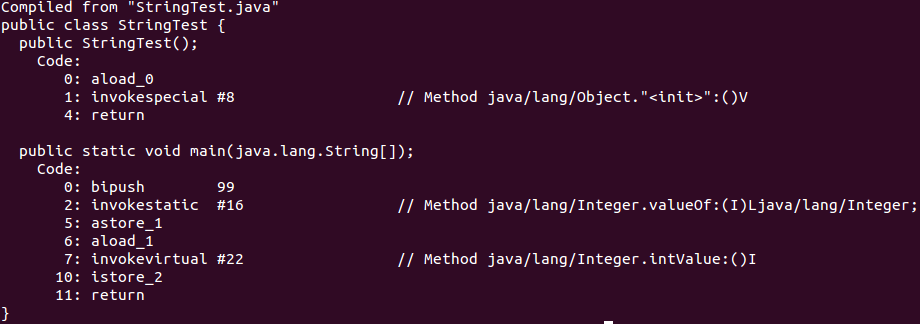 Compiled from "StringTest.java"
public class StringTest {
  public StringTest();
    Code:
       0: aload_0
       1: invokespecial #8                  // Method java/lang/Object."<init>":()V
       4: return

  public static void main(java.lang.String[]);
    Code:
       0: bipush        99
       2: invokestatic  #16                 // Method java/lang/Integer.valueOf:(I)Ljava/lang/Integer;
       5: astore_1
       6: aload_1
       7: invokevirtual #22                 // Method java/lang/Integer.intValue:()I
      10: istore_2
      11: return
}